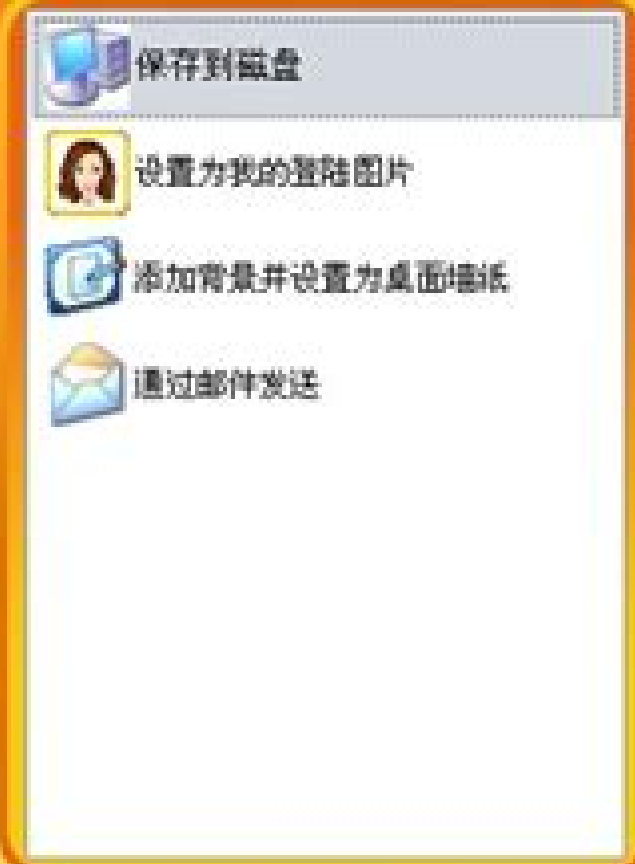 保存到磁盘
设置为我的登陆图片
添加背景并设置为桌面墙纸
通过邮件发送